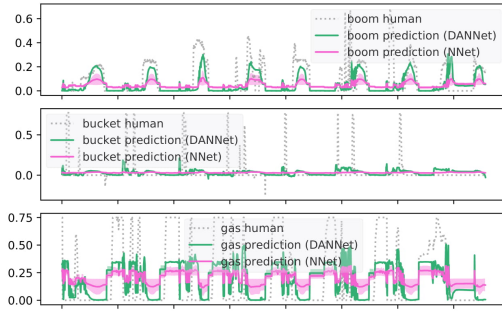 0.6
0.4
0.2
0.0
boom human
boom prediction (DANNet)
boom prediction (NNet)
0.5
0.0
bucket human
bucket prediction (DANNet)
bucket prediction (NNet)
0.75
0.50
0.25
0.00
gas human
gas prediction (DANNet)
gas prediction (NNet)